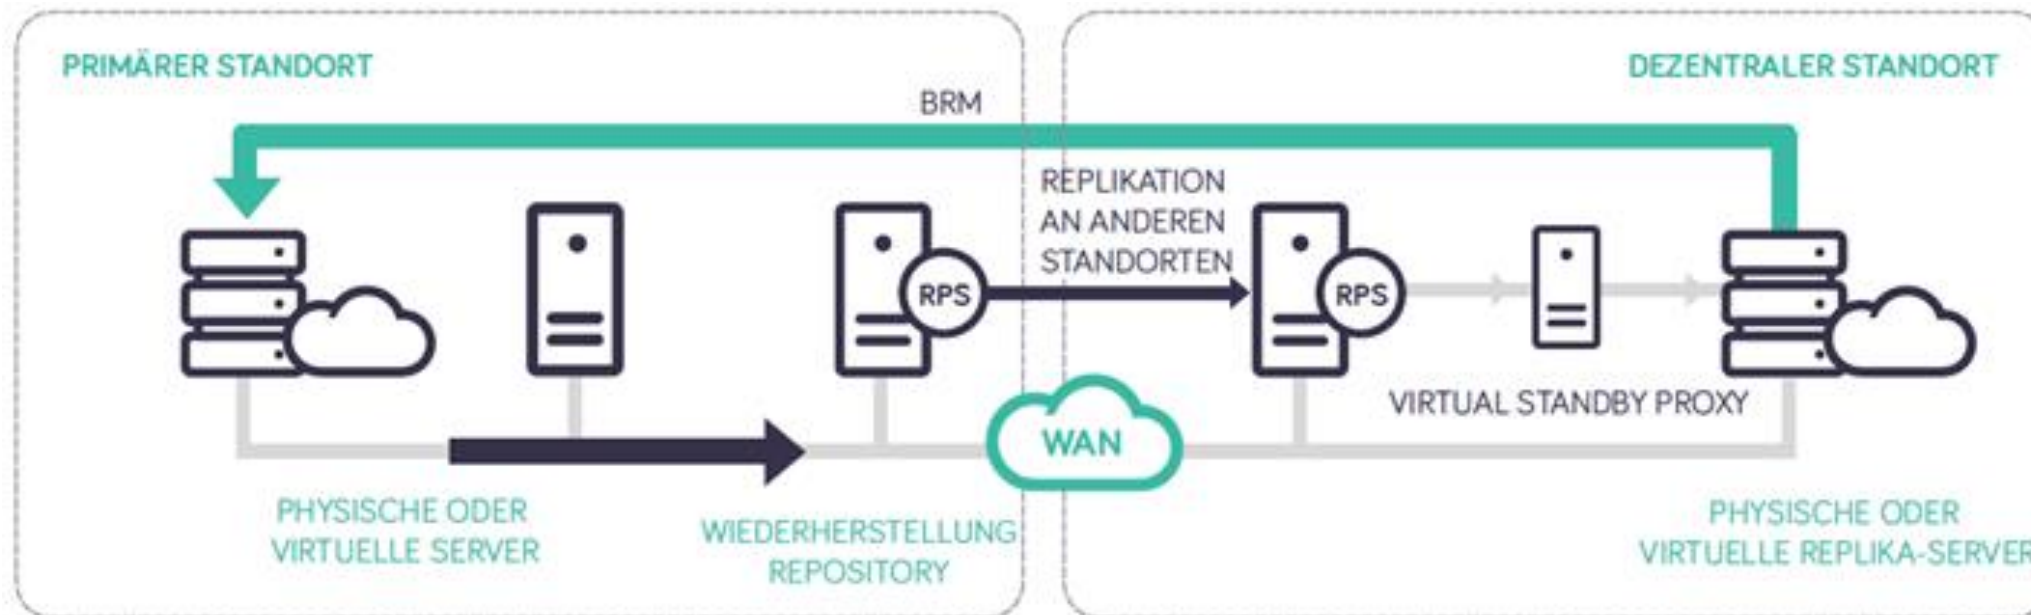 PRIMÄRER STANDORT
DEZENTRALER STANDORT
BRM
REPLIKATION
AN ANDEREN
STANDORTEN
RPS
RPS
VIRTUAL STANDBY PROXY
WAN
PHYSISCHE ODER
VIRTUELLE SERVER
WIEDERHERSTELLUNG
REPOSITORY
PHYSISCHE ODER
VIRTUELLE REPLIKA-SERVER